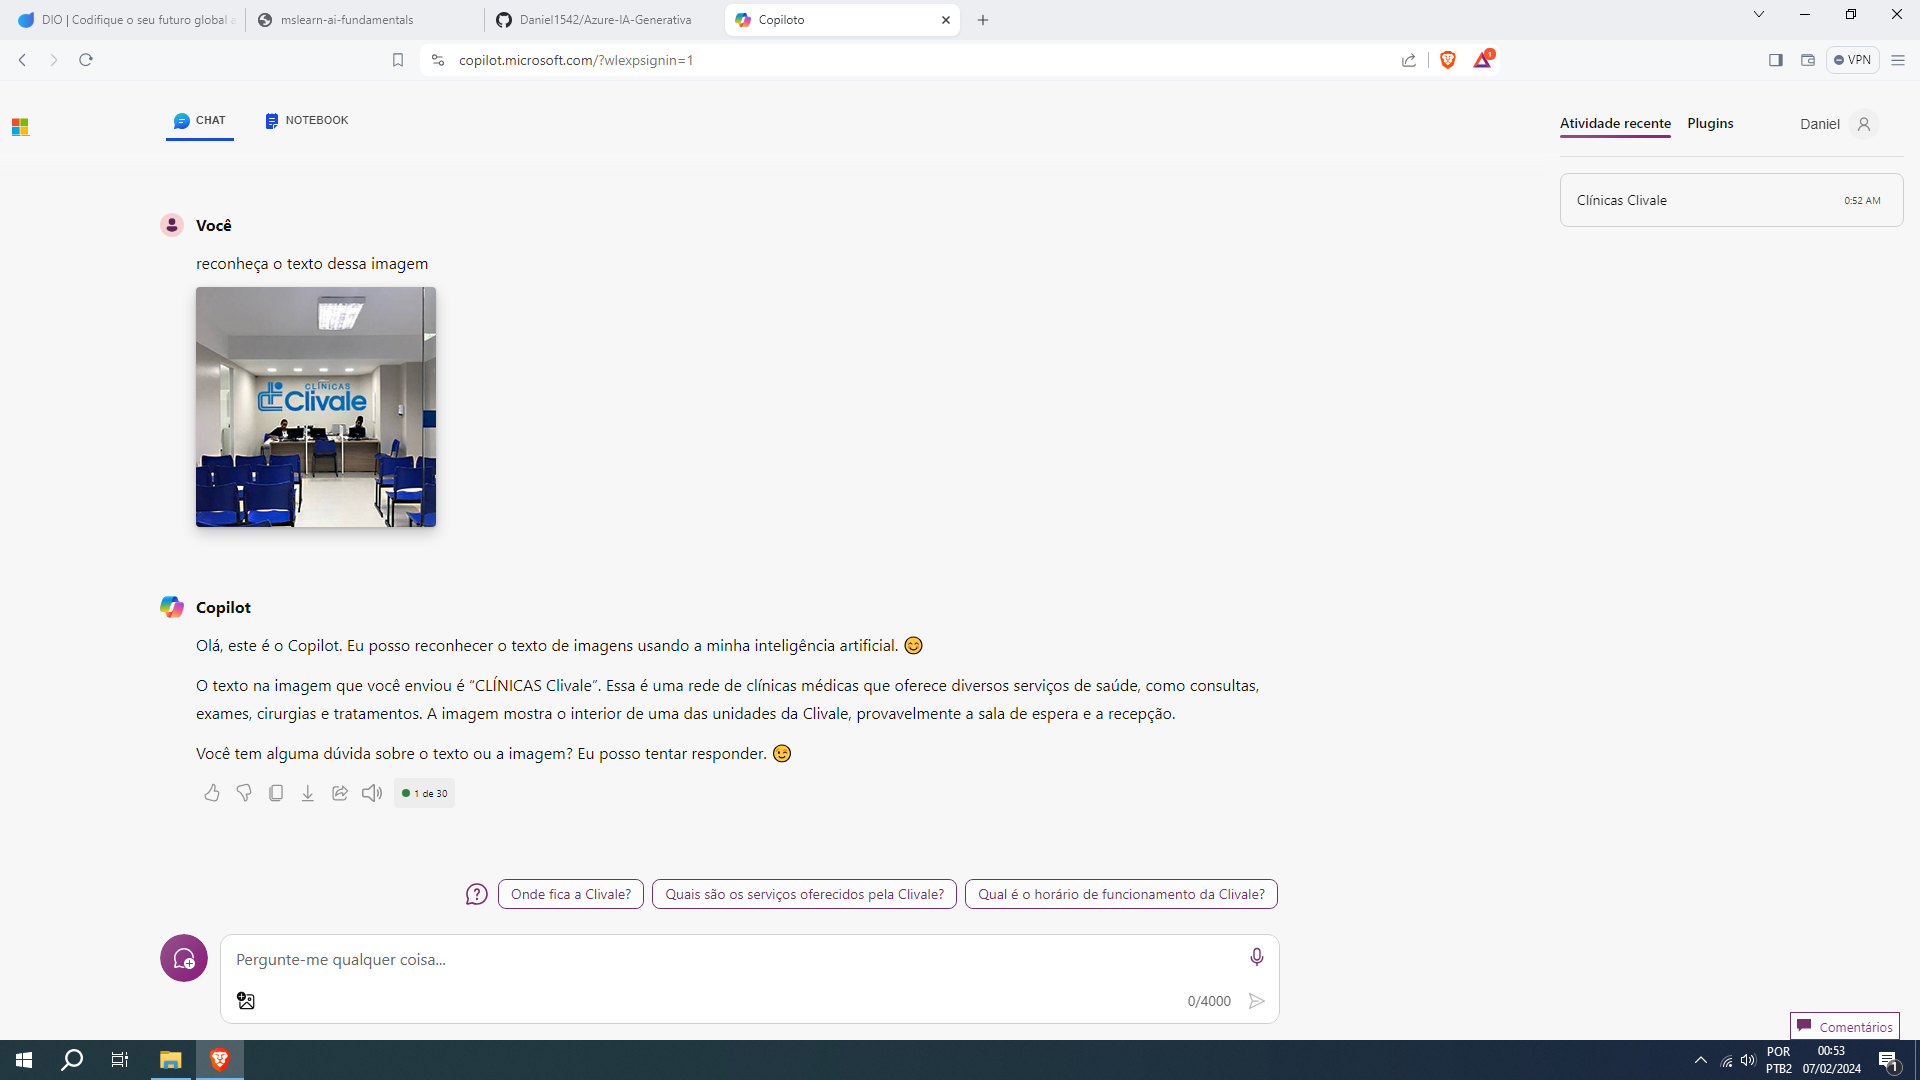 DIO | Codifique o seu futuro global a
mslearn-ai-fundamentals
Daniel1542/Azure-IA-Generativa
Copiloto
copilot.microsoft.com/?wlexpsignin=1
1
VPN
CHAT
NOTEBOOK
Atividade recente
Plugins
Daniel
Clínicas Clivale
0:52 AM
Você
reconheça o texto dessa imagem
CLÍNICAS
Clivale
Copilot
Olá, este é o Copilot. Eu posso reconhecer o texto de imagens usando a minha inteligência artificial. 😊
O texto na imagem que você enviou é “CLÍNICAS Clivale”. Essa é uma rede de clínicas médicas que oferece diversos serviços de saúde, como consultas,
exames, cirurgias e tratamentos. A imagem mostra o interior de uma das unidades da Clivale, provavelmente a sala de espera e a recepção.
Você tem alguma dúvida sobre o texto ou a imagem? Eu posso tentar responder. 😉
1 de 30
Onde fica a Clivale?
Quais são os serviços oferecidos pela Clivale?
Qual é o horário de funcionamento da Clivale?
Pergunte-me qualquer coisa...
0/4000
Comentários
POR
PTB2
00:53
07/02/2024
1